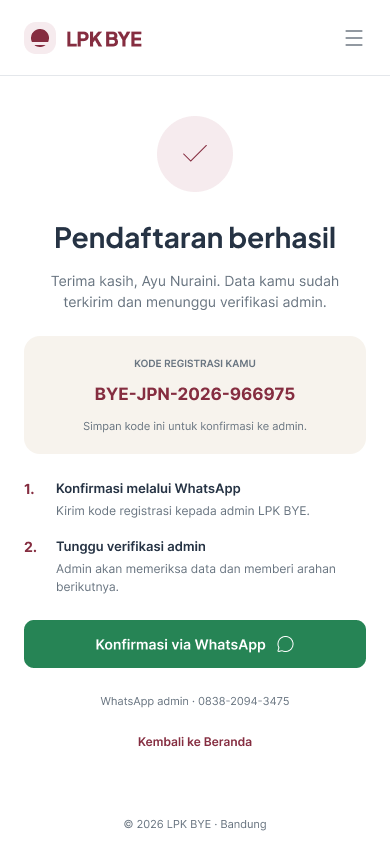 LPK BYE
Pendaftaran berhasil
Terima kasih, Ayu Nuraini. Data kamu sudah
terkirim dan menunggu verifikasi admin.
KODE REGISTRASI KAMU
BYE-JPN-2026-966975
Simpan kode ini untuk konfirmasi ke admin.
1. Konfirmasi melalui WhatsApp
Kirim kode registrasi kepada admin LPK BYE.
2. Tunggu verifikasi admin
Admin akan memeriksa data dan memberi arahan
berikutnya.
Konfirmasi via WhatsApp
WhatsApp admin · 0838-2094-3475
Kembali ke Beranda
© 2026 LPK BYE · Bandung